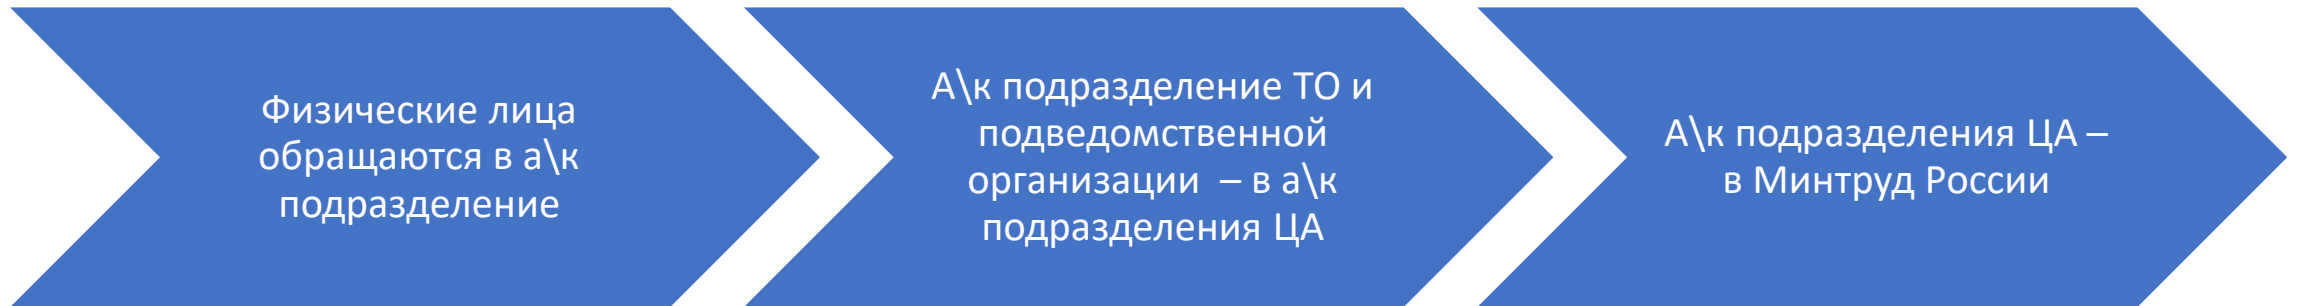 Физические лица
обращаются в а\к
подразделение
А\к подразделение ТО и
подведомственной
организации – в а\к
подразделения ЦА
А\к подразделения ЦА –
в Минтруд России